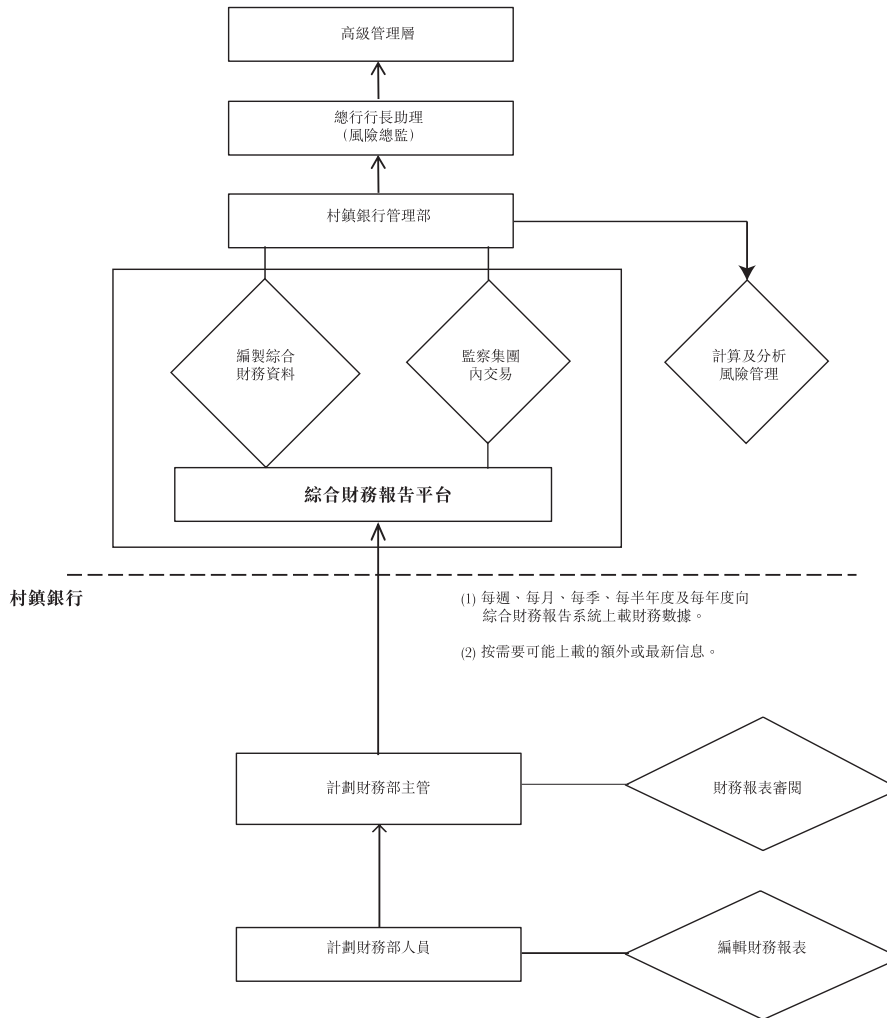 高級管理層
總行行長助理
(風險總監)
村鎮銀行管理部
編製綜合
財務資料
監察集團
內交易
計算及分析
風險管理
綜合財務報告平台
村鎮銀行
(1) 每週、每月、每季、每半年度及每年度向
綜合財務報告系統上載財務數據。
(2) 按需要可能上載的額外或最新信息。
計劃財務部主管
財務報表審閱
計劃財務部人員
編輯財務報表